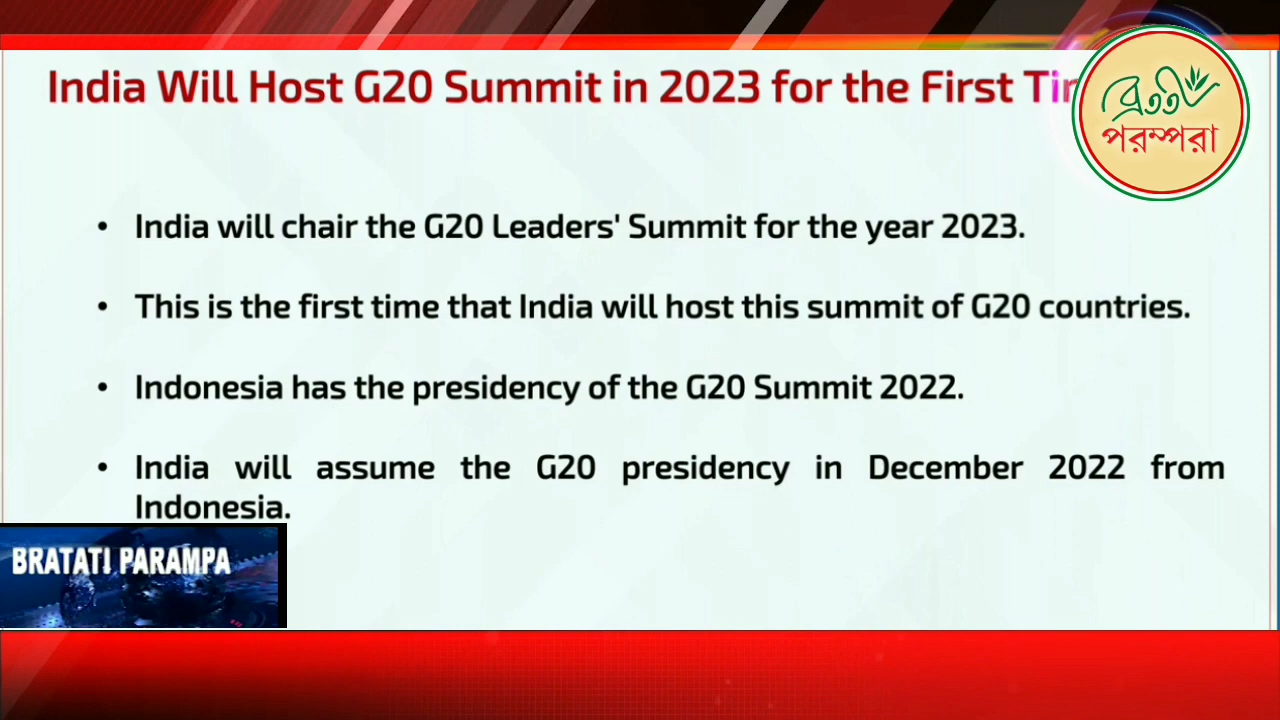 India Will Host G20 Summit in 2023 for the First
ব্রততী
পরম্পরা
• India will chair the G20 Leaders' Summit for the year 2023.
• This is the first time that India will host this summit of G20 countries.
• Indonesia has the presidency of the G20 Summit 2022.
• India will assume the G20 presidency in December 2022 from
Indonesia.
BRATATI PARAMPA